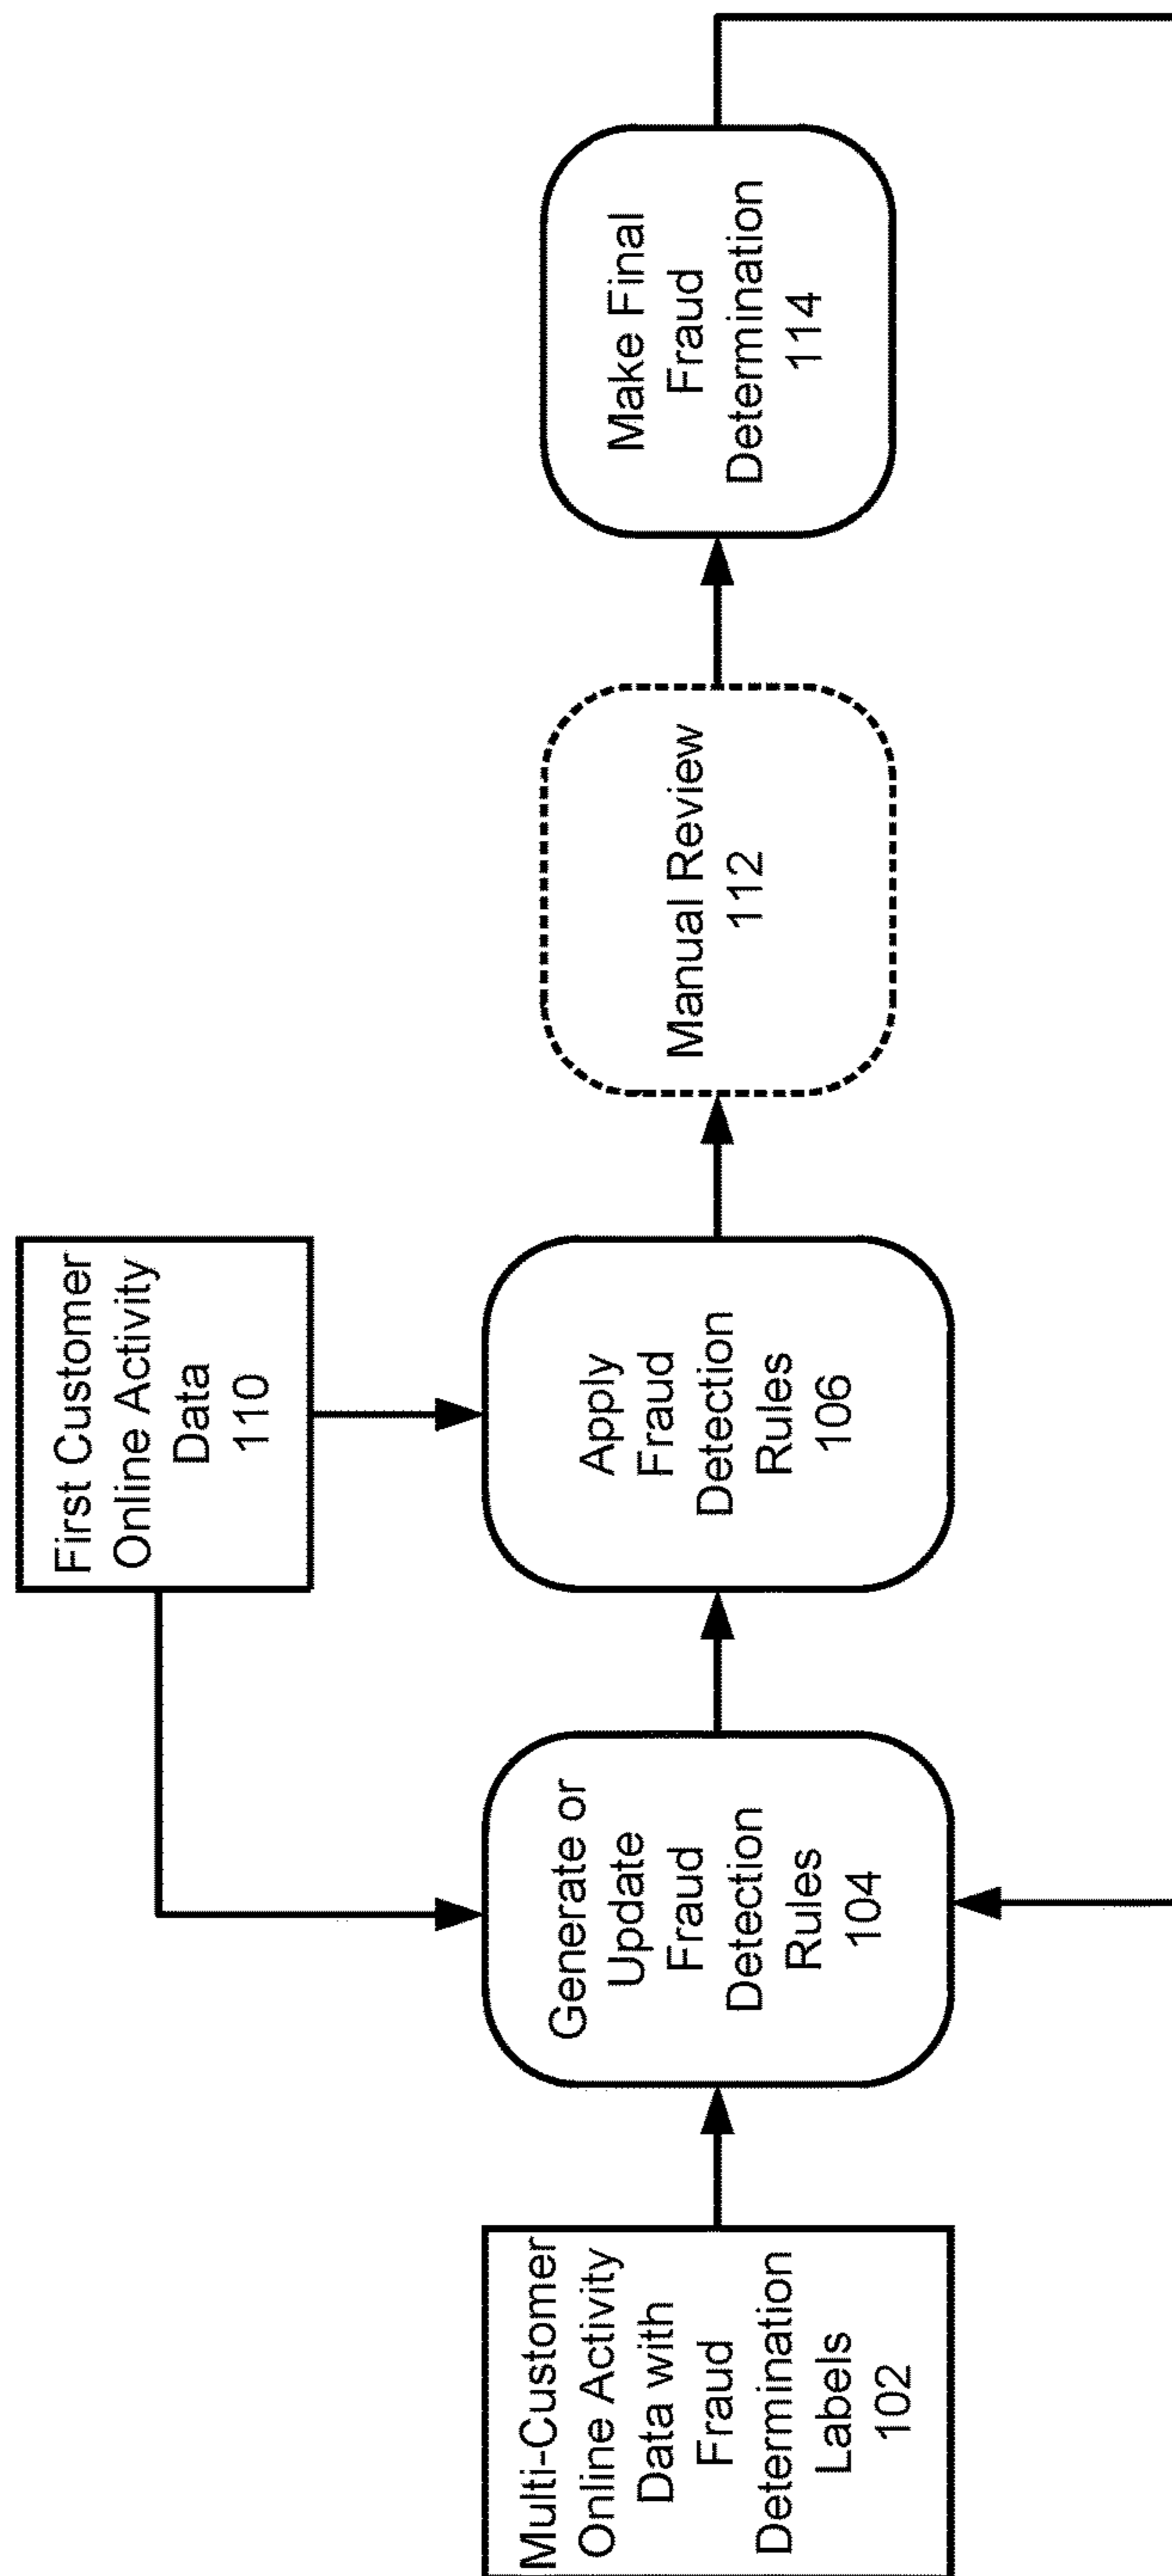 First Customer
Online Activity
Data
110
Multi-Customer
Online Activity
Data with
Fraud
Determination
Labels
102
Generate or
Update
Fraud
Detection
Rules
104
Apply
Fraud
Detection
Rules
106
Manual Review
112
Make Final
Fraud
Determination
114